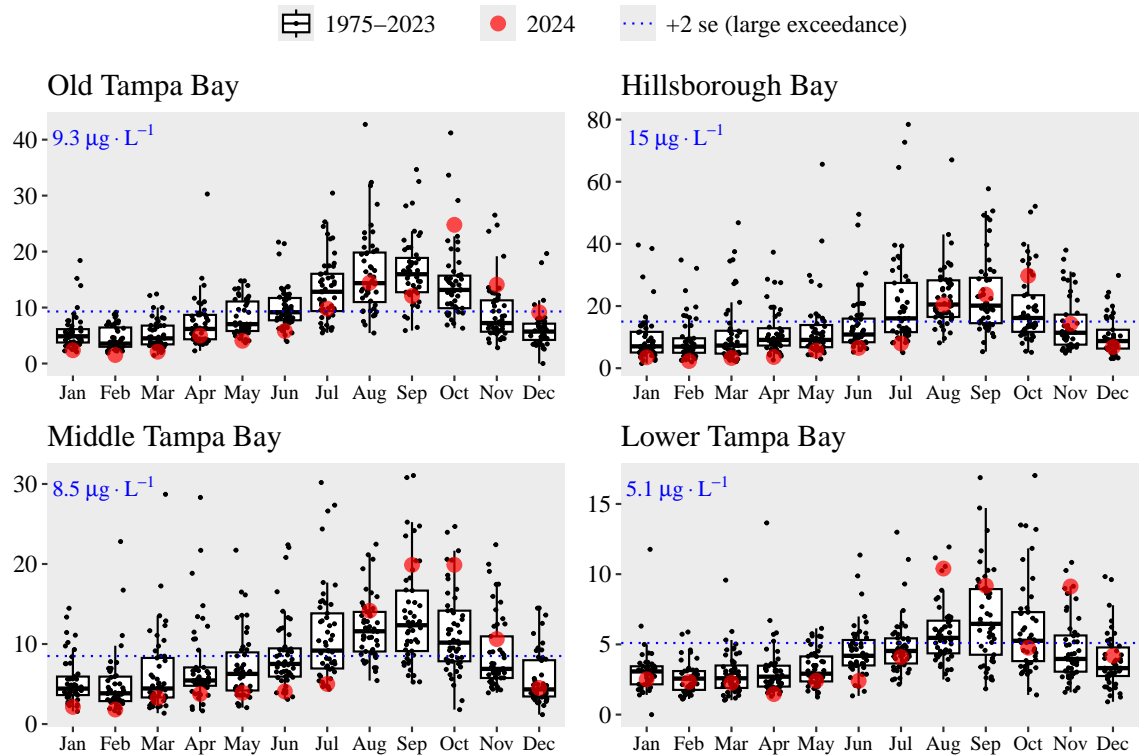 1975–2023 2024 +2 se (large exceedance)
Old Tampa Bay
9.3 μg · L⁻¹
40
30
20
10
0
Jan Feb Mar Apr May Jun Jul Aug Sep Oct Nov Dec
Hillsborough Bay
15 μg · L⁻¹
80
60
40
20
0
Jan Feb Mar Apr May Jun Jul Aug Sep Oct Nov Dec
Middle Tampa Bay
8.5 μg · L⁻¹
30
20
10
0
Jan Feb Mar Apr May Jun Jul Aug Sep Oct Nov Dec
Lower Tampa Bay
5.1 μg · L⁻¹
15
10
5
0
Jan Feb Mar Apr May Jun Jul Aug Sep Oct Nov Dec